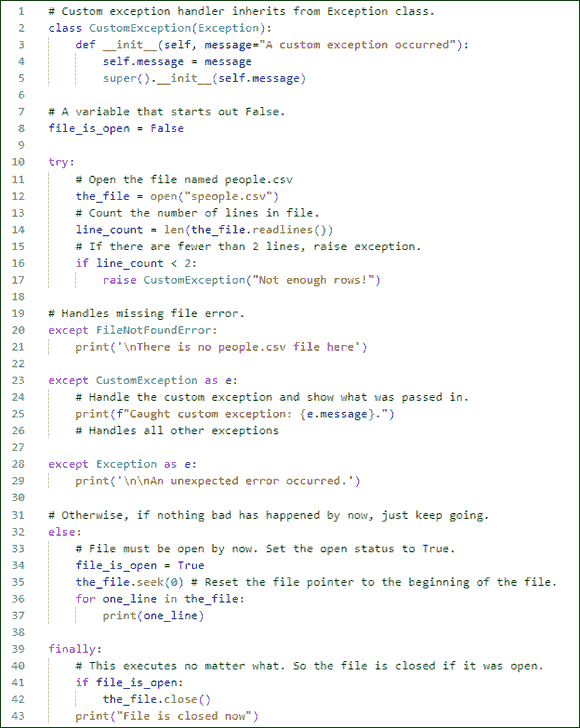 1 # Custom exception handler inherits from Exception class.
2 class CustomException(Exception):
3     def __init__(self, message="A custom exception occurred"):
4         self.message = message
5         super().__init__(self.message)
6
7 # A variable that starts out False.
8 file_is_open = False
9
10 try:
11     # Open the file named people.csv
12     the_file = open("speople.csv")
13     # Count the number of lines in file.
14     line_count = len(the_file.readlines())
15     # If there are fewer than 2 lines, raise exception.
16     if line_count < 2:
17         raise CustomException("Not enough rows!")
18
19 # Handles missing file error.
20 except FileNotFoundError:
21     print('\nThere is no people.csv file here')
22
23 except CustomException as e:
24     # Handle the custom exception and show what was passed in.
25     print(f"Caught custom exception: {e.message}.")
26     # Handles all other exceptions
27
28 except Exception as e:
29     print('\n\nAn unexpected error occurred.')
30
31 # Otherwise, if nothing bad has happened by now, just keep going.
32 else:
33     # File must be open by now. Set the open status to True.
34     file_is_open = True
35     the_file.seek(0) # Reset the file pointer to the beginning of the file.
36     for one_line in the_file:
37         print(one_line)
38
39 finally:
40     # This executes no matter what. So the file is closed if it was open.
41     if file_is_open:
42         the_file.close()
43     print("File is closed now")